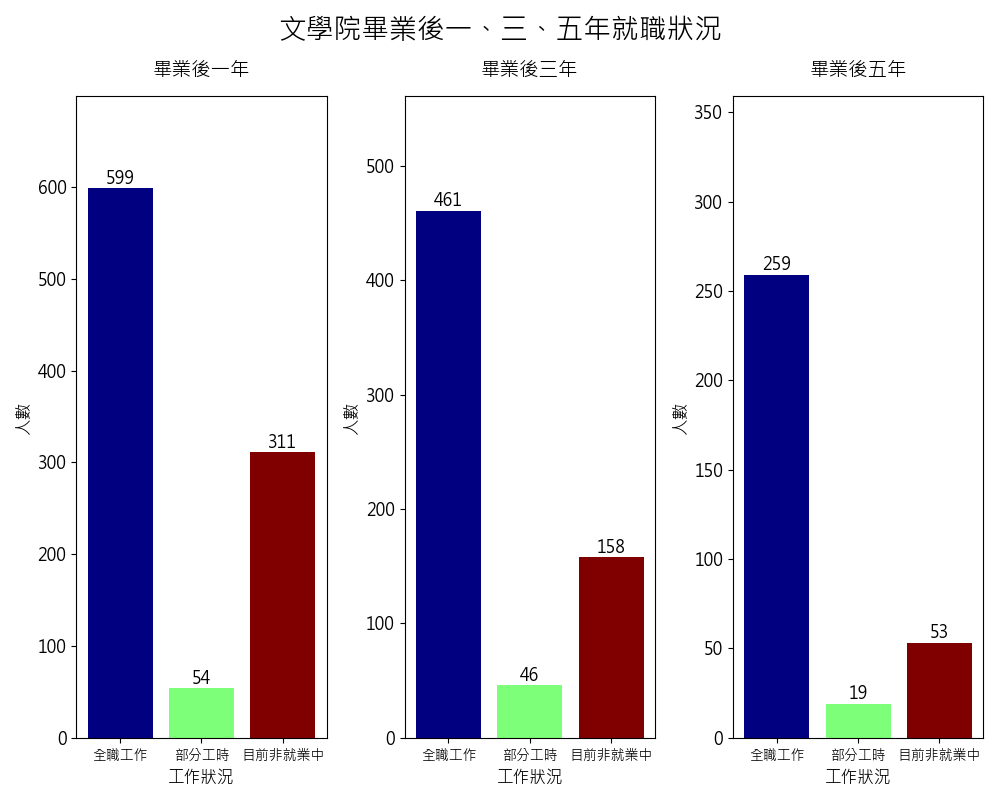 文學院畢業後一、三、五年就職狀況
畢業後一年
人數
600
500
400
300
200
100
0
599
54
311
全職工作 部分工時 目前非就業中
工作狀況
畢業後三年
人數
500
400
300
200
100
0
461
46
158
全職工作 部分工時 目前非就業中
工作狀況
畢業後五年
人數
350
300
250
200
150
100
50
0
259
19
53
全職工作 部分工時 目前非就業中
工作狀況